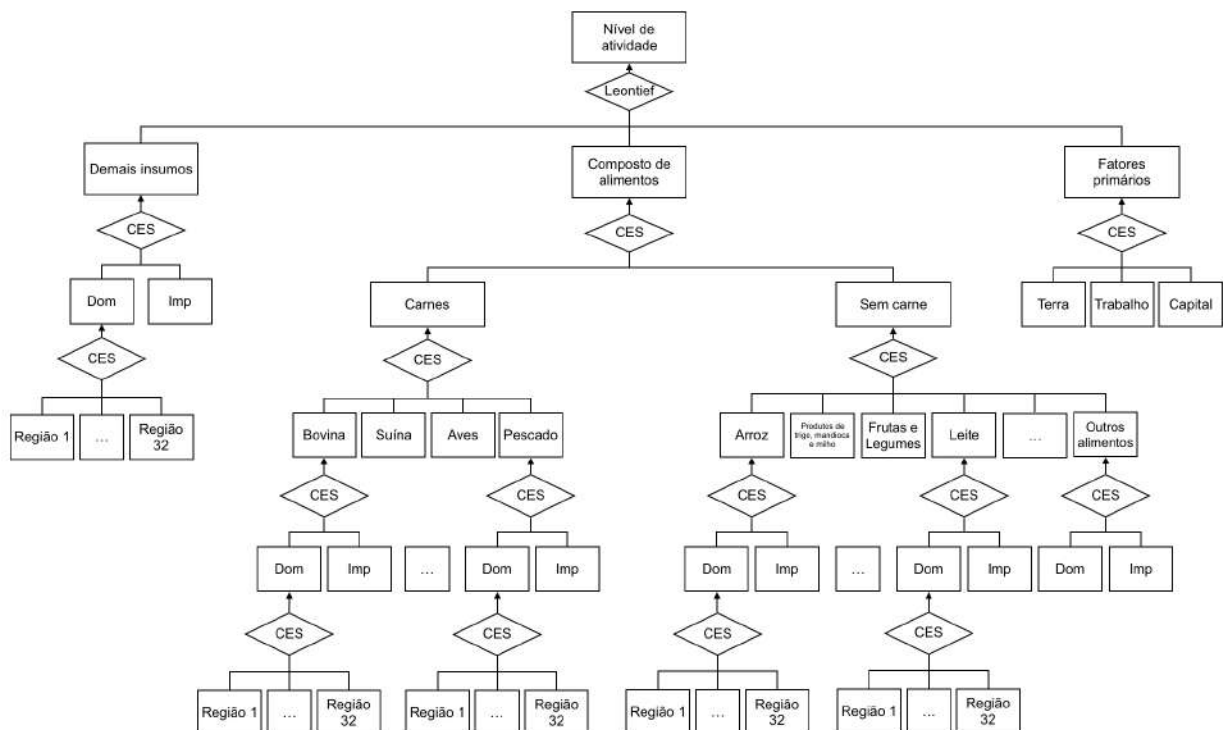 Nível de
atividade
Leontief
Demais insumos
Composto de
alimentos
Fatores
primários
CES
CES
CES
Dom
Imp
Carnes
Sem carne
Terra
Trabalho
Capital
CES
CES
CES
Região 1
...
Região
32
Bovina
Suína
Aves
Pescado
Arroz
Produtos de
trigo, mandioca
e milho
Frutas e
Legumes
Leite
...
Outros
alimentos
CES
CES
CES
CES
CES
Dom
Imp
...
Dom
Imp
Dom
Imp
...
Dom
Imp
Dom
Imp
CES
CES
CES
CES
Região 1
...
Região
32
Região 1
...
Região
32
Região 1
...
Região
32
Região 1
...
Região
32